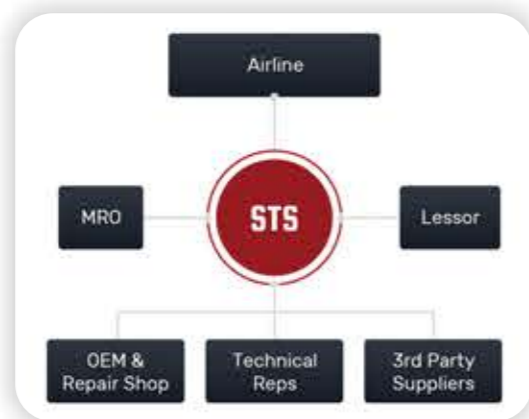 Airline
MRO
STS
Lessor
OEM &
Repair Shop
Technical
Reps
3rd Party
Suppliers